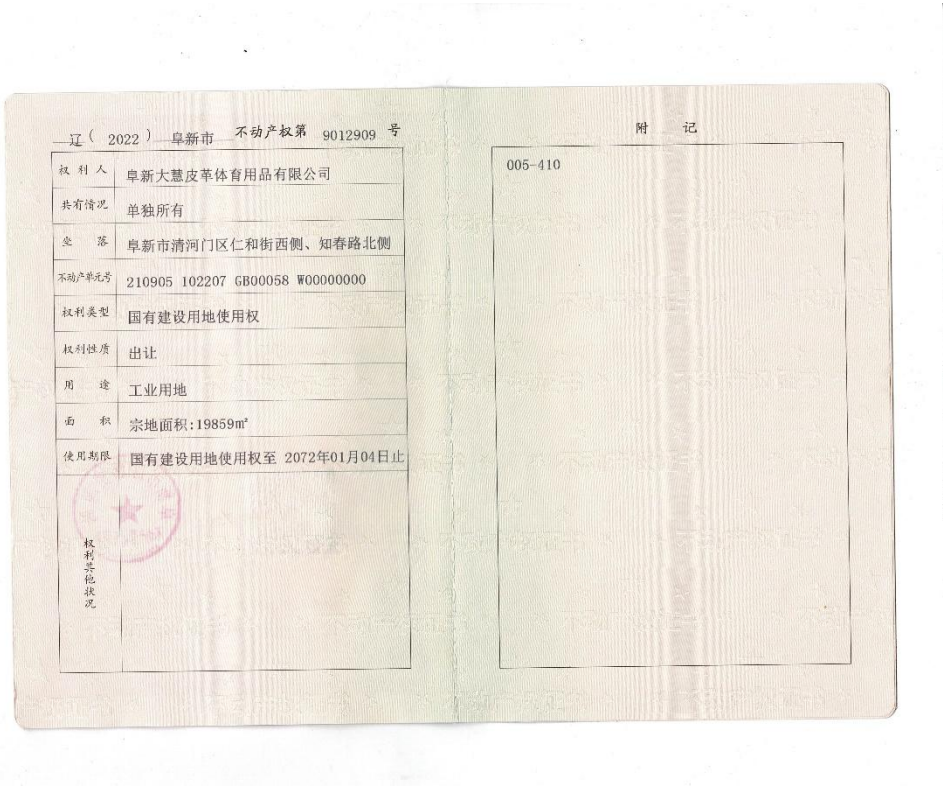 辽（ 2022 ） 阜新市 不动产权第 9012909 号
权利人 阜新大慧皮革体育用品有限公司
共有情况 单独所有
坐落 阜新市清河门区仁和街西侧、知春路北侧
不动产单元号 210905 102207 GB00058 W00000000
权利类型 国有建设用地使用权
权利性质 出让
用途 工业用地
面积 宗地面积:19859㎡
使用期限 国有建设用地使用权至 2072年01月04日止
权利其他状况
附记
005-410